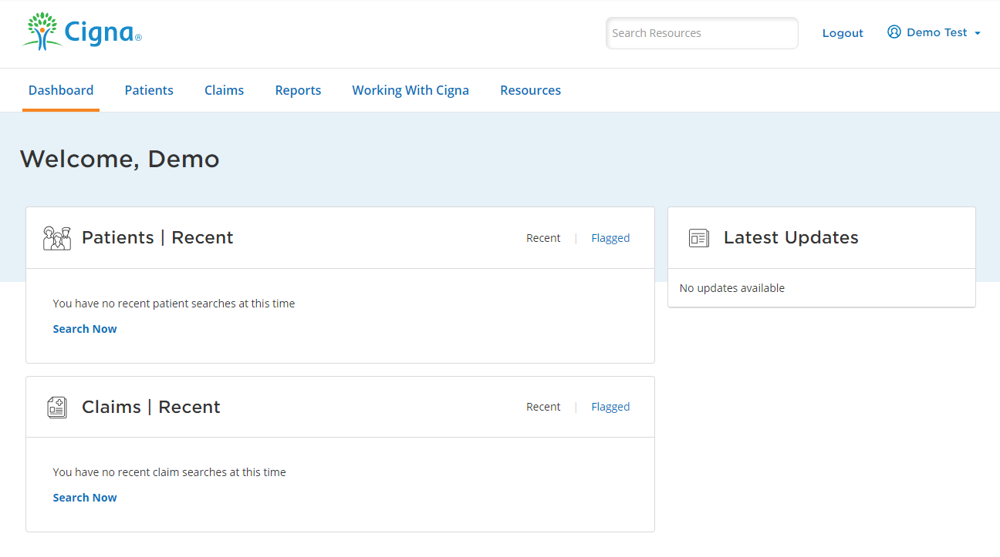 Cigna®
Search Resources
Logout
Demo Test
Dashboard Patients Claims Reports Working With Cigna Resources
Welcome, Demo
Patients | Recent
Recent | Flagged
You have no recent patient searches at this time
Search Now
Latest Updates
No updates available
Claims | Recent
Recent | Flagged
You have no recent claim searches at this time
Search Now